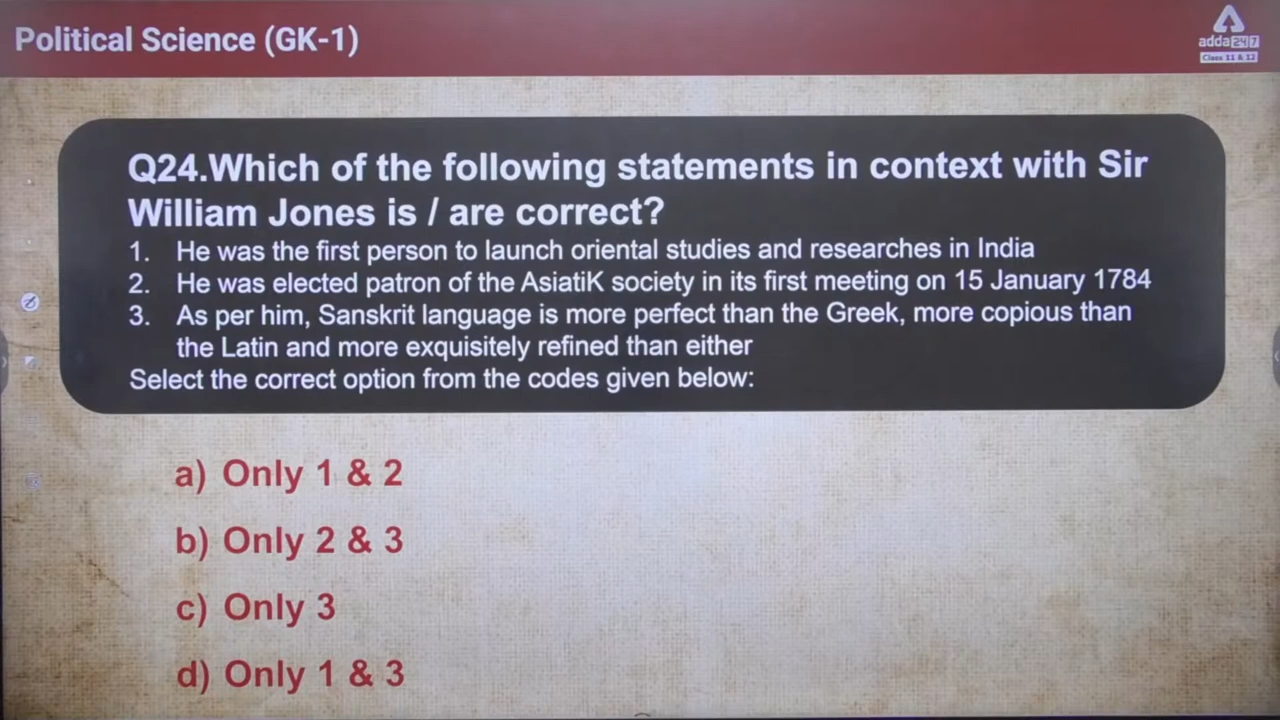 Political Science (GK-1)
adda247
Class 11 & 12
Q24.Which of the following statements in context with Sir
William Jones is / are correct?
1. He was the first person to launch oriental studies and researches in India
2. He was elected patron of the AsiatiK society in its first meeting on 15 January 1784
3. As per him, Sanskrit language is more perfect than the Greek, more copious than
the Latin and more exquisitely refined than either
Select the correct option from the codes given below:
a) Only 1 & 2
b) Only 2 & 3
c) Only 3
d) Only 1 & 3